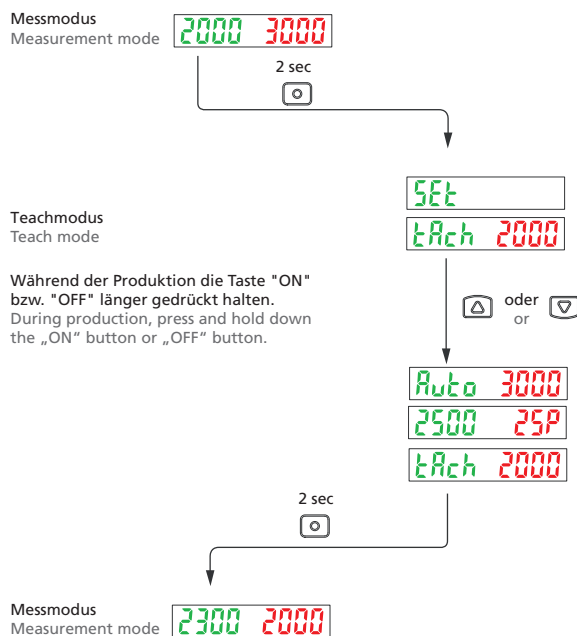 Messmodus
Measurement mode
2000 3000
2 sec
SEt
Teachmodus
Teach mode
tAch 2000
Während der Produktion die Taste "ON"
bzw. "OFF" länger gedrückt halten.
During production, press and hold down
the „ON“ button or „OFF“ button.
oder
or
Auto 3000
2500 2SP
tAch 2000
2 sec
Messmodus
Measurement mode
2300 2000